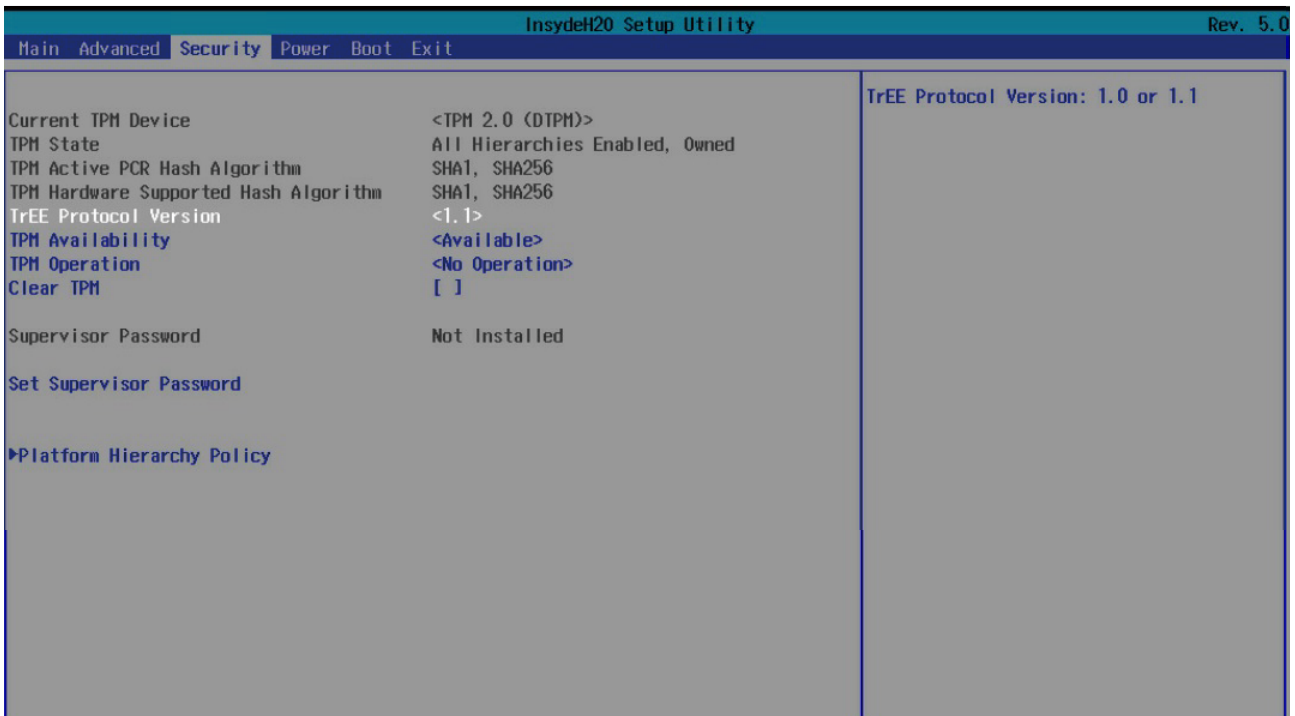 InsydeH20 Setup Utility Rev. 5.0
Main Advanced Security Power Boot Exit
TrEE Protocol Version: 1.0 or 1.1
Current TPM Device <TPM 2.0 (DTPM)>
TPM State All Hierarchies Enabled, Owned
TPM Active PCR Hash Algorithm SHA1, SHA256
TPM Hardware Supported Hash Algorithm SHA1, SHA256
TrEE Protocol Version <1.1>
TPM Availability <Available>
TPM Operation <No Operation>
Clear TPM [ ]
Supervisor Password Not Installed
Set Supervisor Password
▶Platform Hierarchy Policy